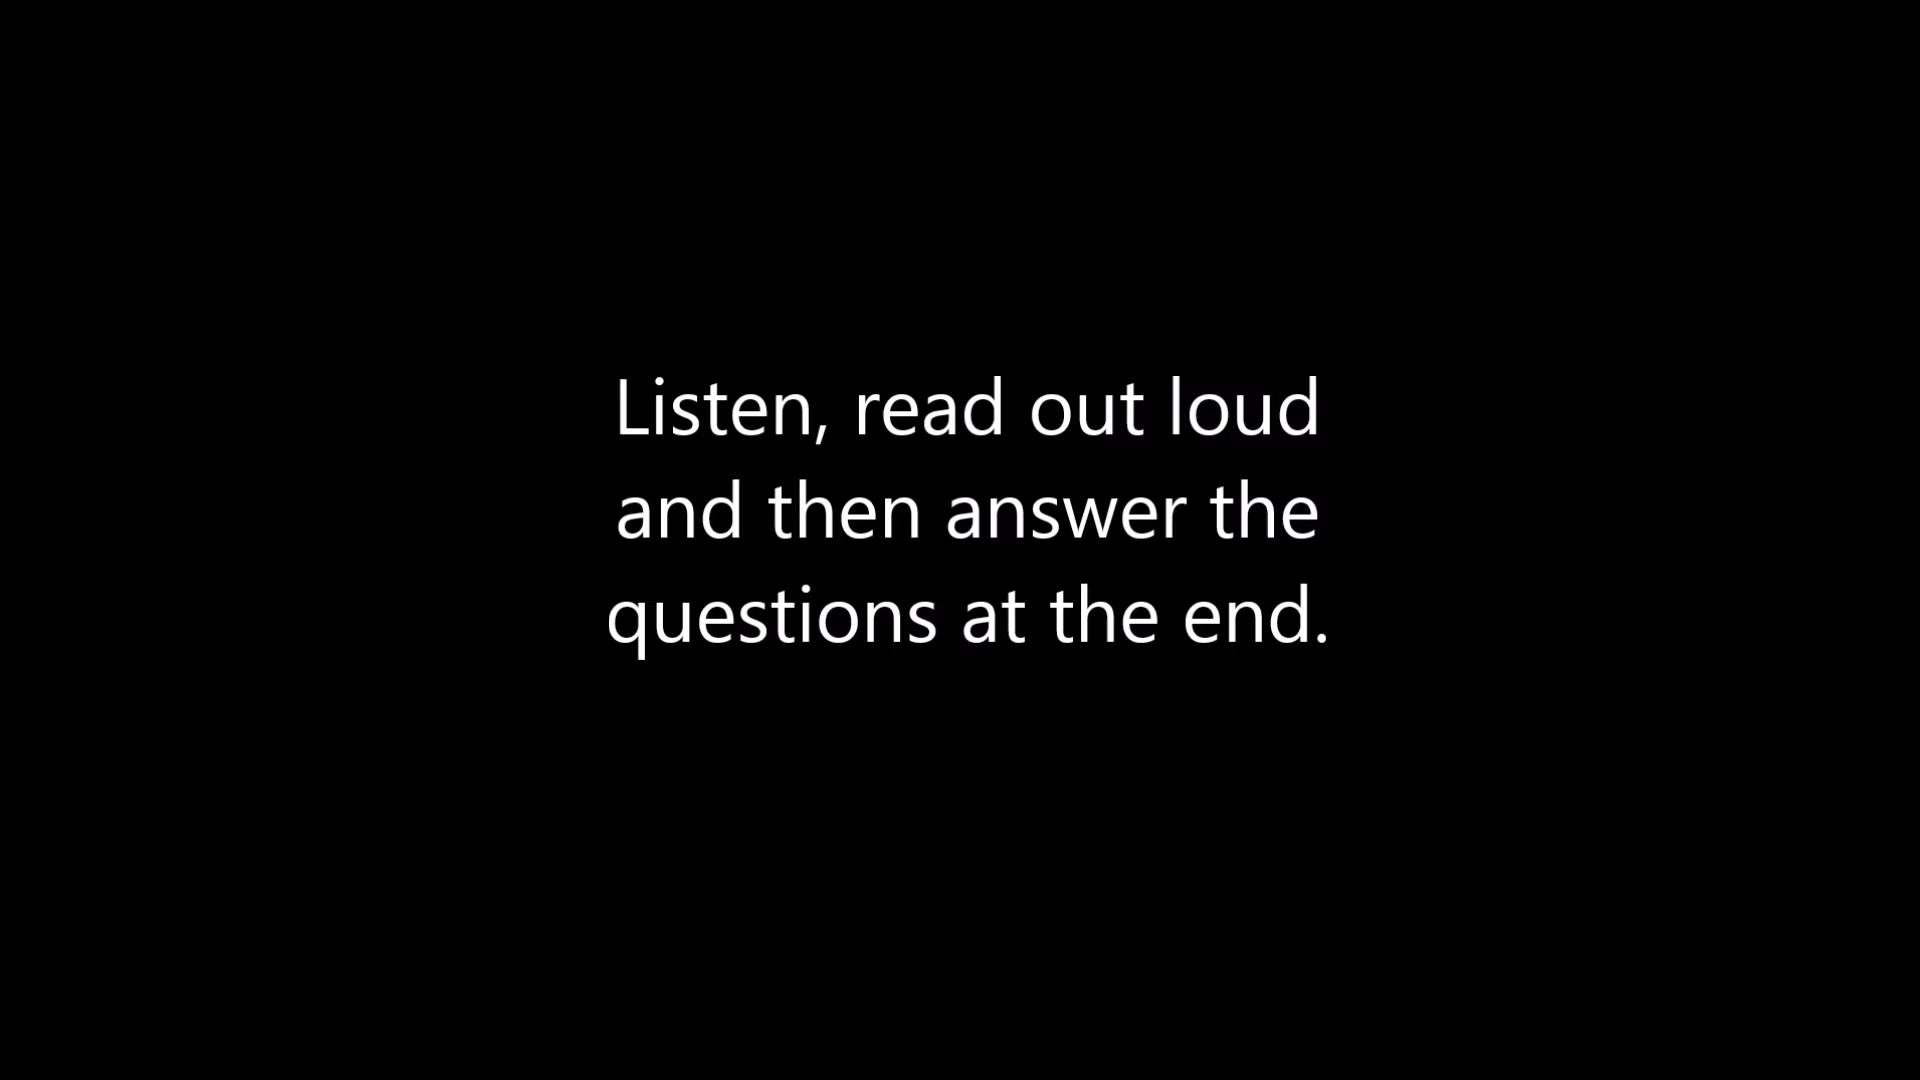 Listen, read out loud
and then answer the
questions at the end.